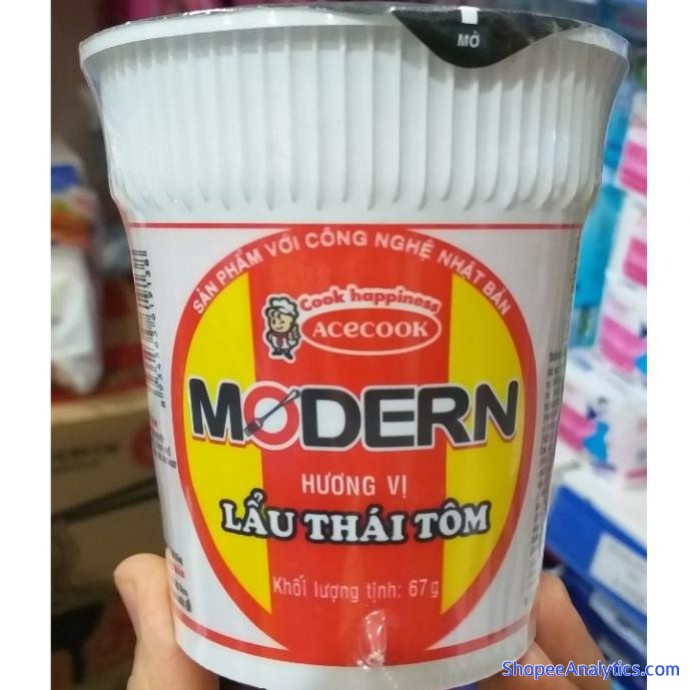 MỞ
SẢN PHẨM VỚI CÔNG NGHỆ NHẬT BẢN
Cook happiness
ACECOOK
MODERN
HƯƠNG VỊ
LẨU THÁI TÔM
Khối lượng tịnh: 67g
ShopeeAnalytics.com